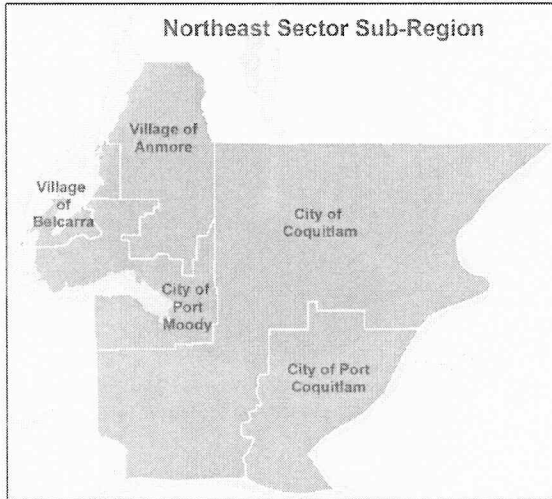 Northeast Sector Sub-Region
Village of
Anmore
Village
of
Belcarra
City of
Coquitlam
City of
Port
Moody
City of Port
Coquitlam